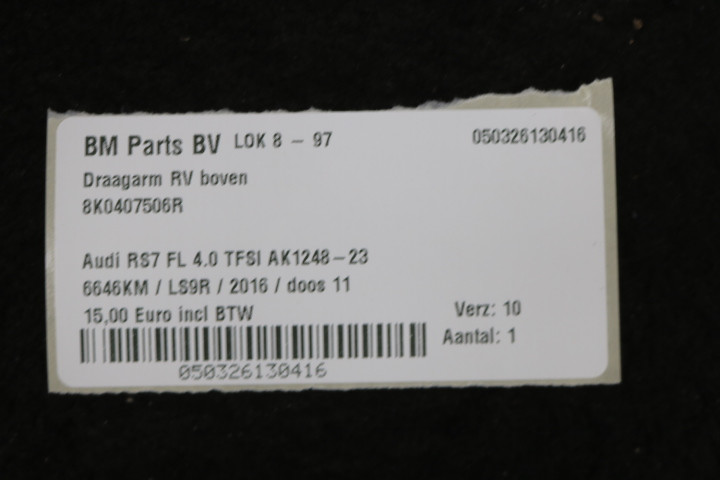 BM Parts BV LOK 8 - 97 050326130416
Draagarm RV boven
8K0407506R
Audi RS7 FL 4.0 TFSI AK1248-23
6646KM / LS9R / 2016 / doos 11
15,00 Euro incl BTW Verz: 10
Aantal: 1
050326130416